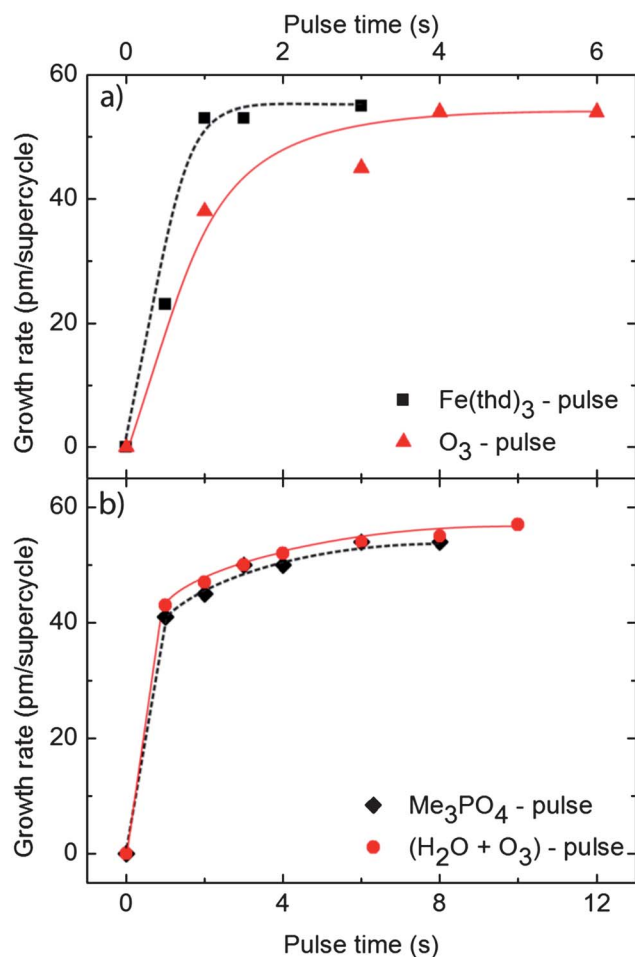 Pulse time (s)
0 2 4 6
a)
60
40
20
0
Growth rate (pm/supercycle)
Fe(thd)3 - pulse
O3 - pulse
b)
60
40
20
0
Growth rate (pm/supercycle)
Me3PO4 - pulse
(H2O + O3) - pulse
0 4 8 12
Pulse time (s)